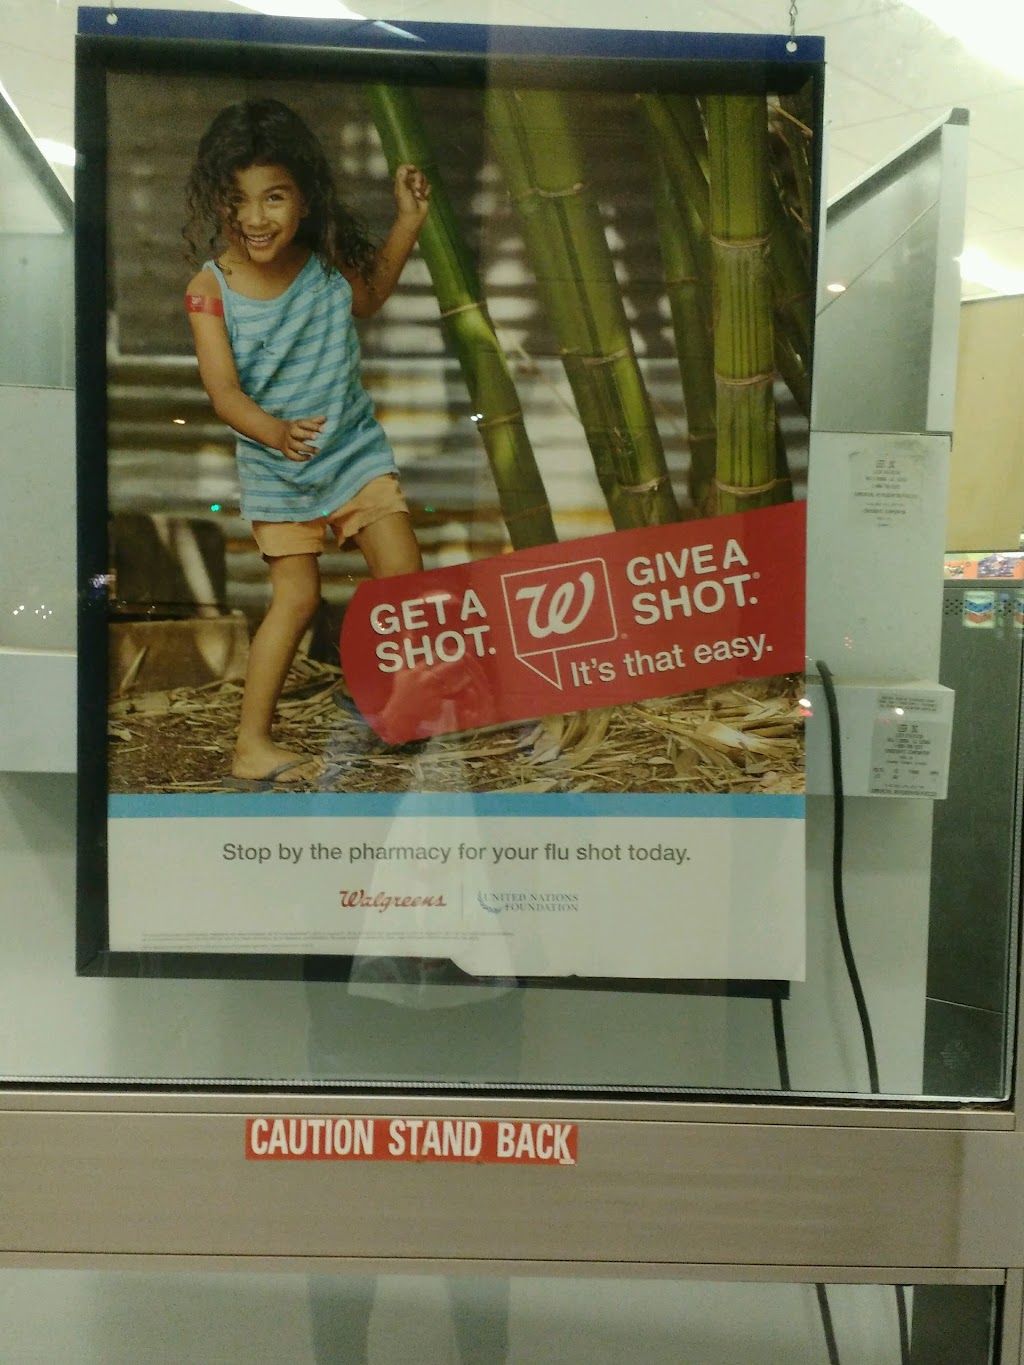 GET A
SHOT.
W
GIVE A
SHOT.®
It's that easy.
Stop by the pharmacy for your flu shot today.
Walgreens
UNITED NATIONS
FOUNDATION
CAUTION STAND BACK